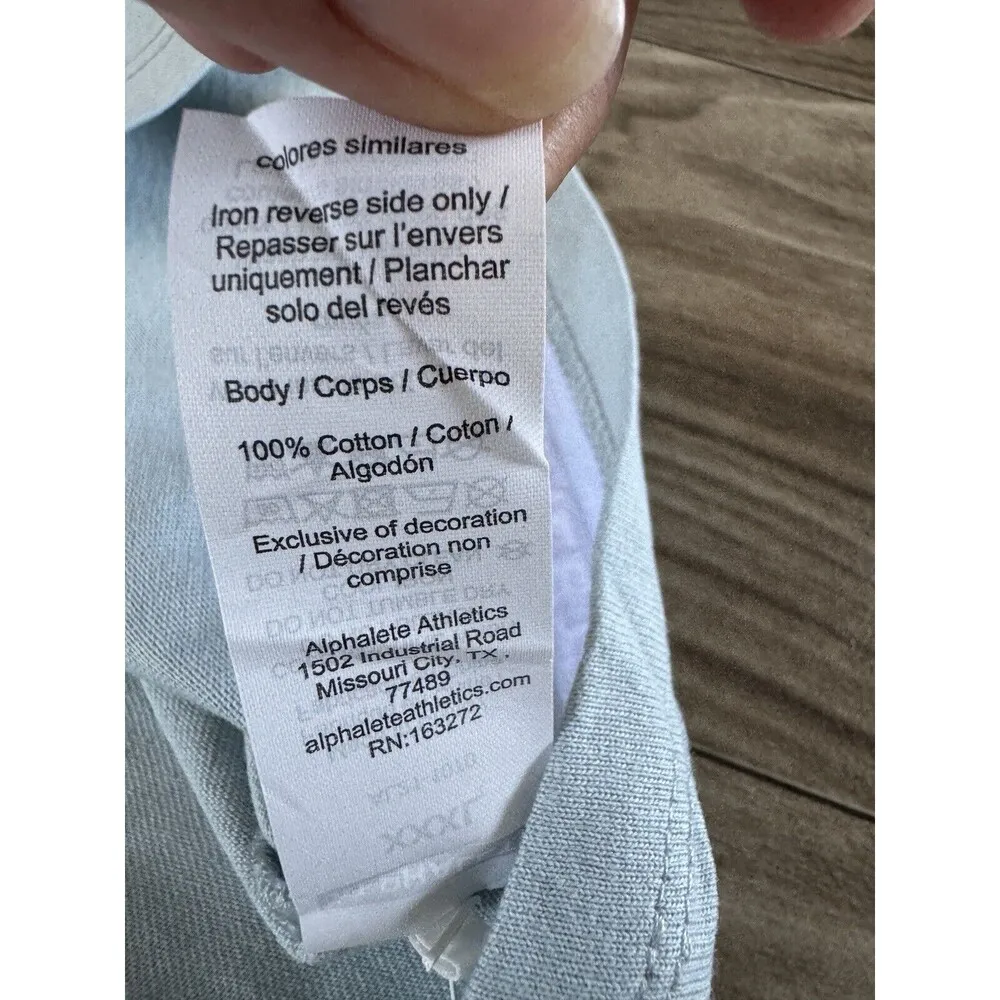 colores similares
Iron reverse side only /
Repasser sur l'envers
uniquement / Planchar
solo del revés
Body / Corps / Cuerpo
100% Cotton / Coton /
Algodón
Exclusive of decoration
/ Décoration non
comprise
Alphalete Athletics
1502 Industrial Road
Missouri City, TX ,
77489
alphaleteathletics.com
RN:163272